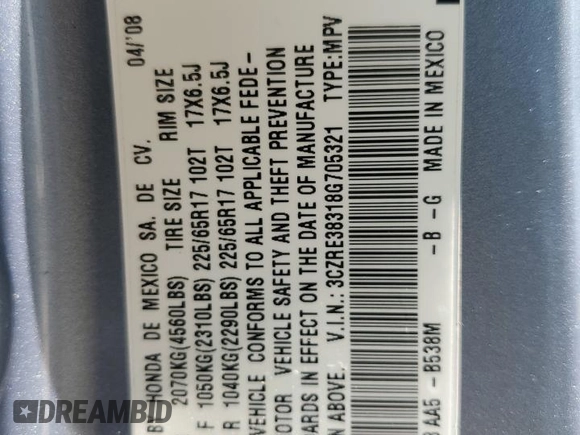 HONDA DE MEXICO SA. DE CV. 04/'08
2070KG(4560LBS) TIRE SIZE RIM SIZE
F 1050KG(2310LBS) 225/65R17 102T 17X6.5J
R 1040KG(2290LBS) 225/65R17 102T 17X6.5J
VEHICLE CONFORMS TO ALL APPLICABLE FEDE-
OTOR VEHICLE SAFETY AND THEFT PREVENTION
ARDS IN EFFECT ON THE DATE OF MANUFACTURE
N ABOVE. V.I.N.: 3CZRE38318G705321 TYPE:MPV
AA5 - B538M - B - G MADE IN MEXICO
DREAMBID